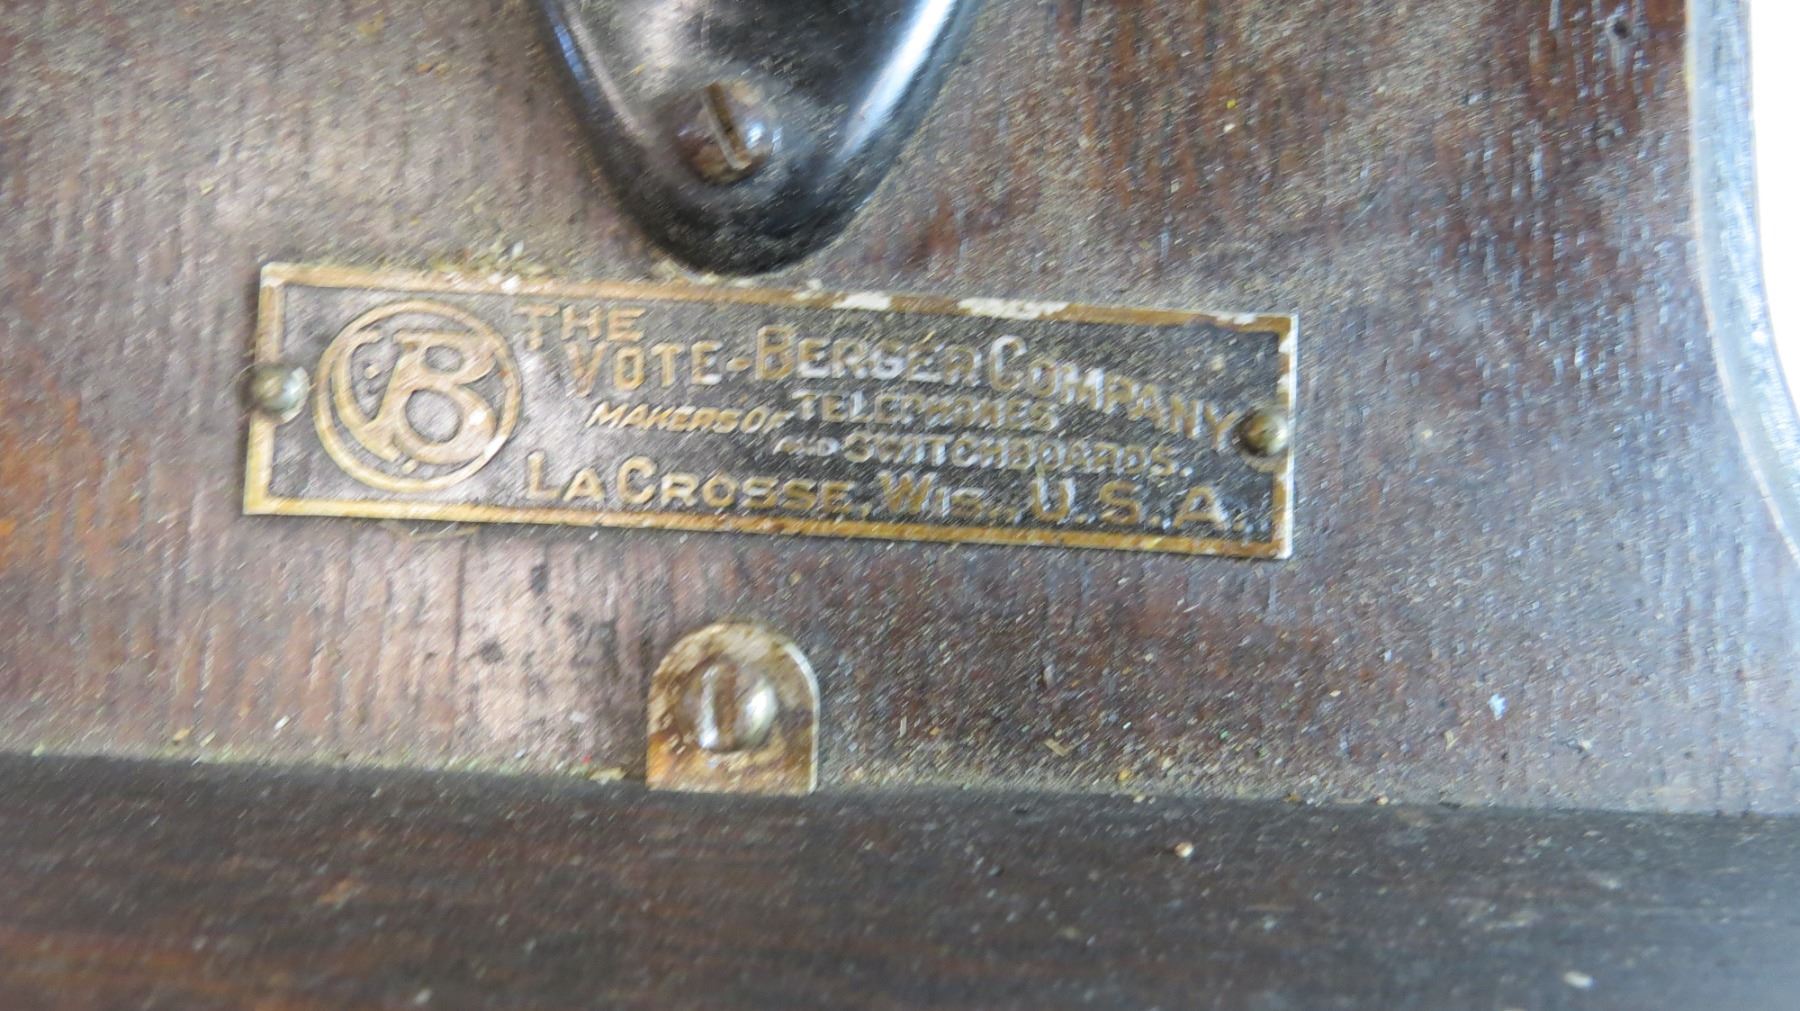 THE
VOTE-BERGER COMPANY
MAKERS OF TELEPHONES
AND SWITCHBOARDS.
LA CROSSE, WIS., U.S.A.